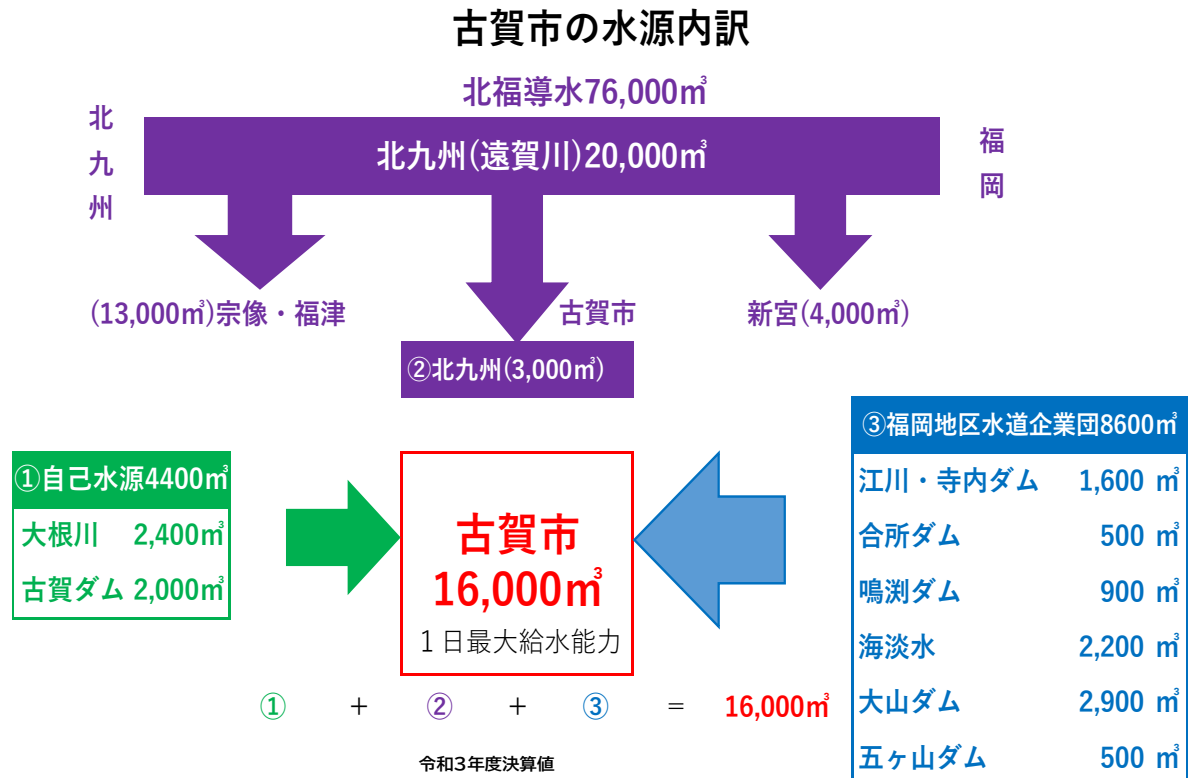 古賀市の水源内訳
北福導水76,000㎥
北九州
北九州(遠賀川)20,000㎥
福岡
(13,000㎥)宗像・福津
古賀市
新宮(4,000㎥)
②北九州(3,000㎥)
①自己水源4400㎥
大根川 2,400㎥
古賀ダム 2,000㎥
古賀市
16,000㎥
1日最大給水能力
③福岡地区水道企業団8600㎥
江川・寺内ダム 1,600 ㎥
合所ダム 500 ㎥
鳴渕ダム 900 ㎥
海淡水 2,200 ㎥
大山ダム 2,900 ㎥
五ヶ山ダム 500 ㎥
① + ② + ③ = 16,000㎥
令和3年度決算値